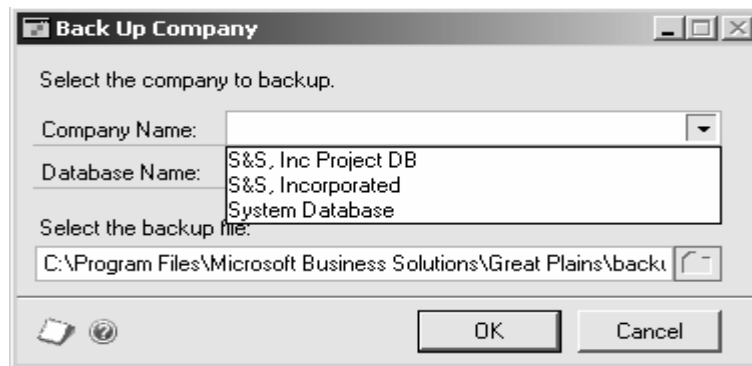 Back Up Company
Select the company to backup.
Company Name:
S&S, Inc Project DB
Database Name:
S&S, Incorporated
System Database
Select the backup file:
C:\Program Files\Microsoft Business Solutions\Great Plains\backu
OK Cancel